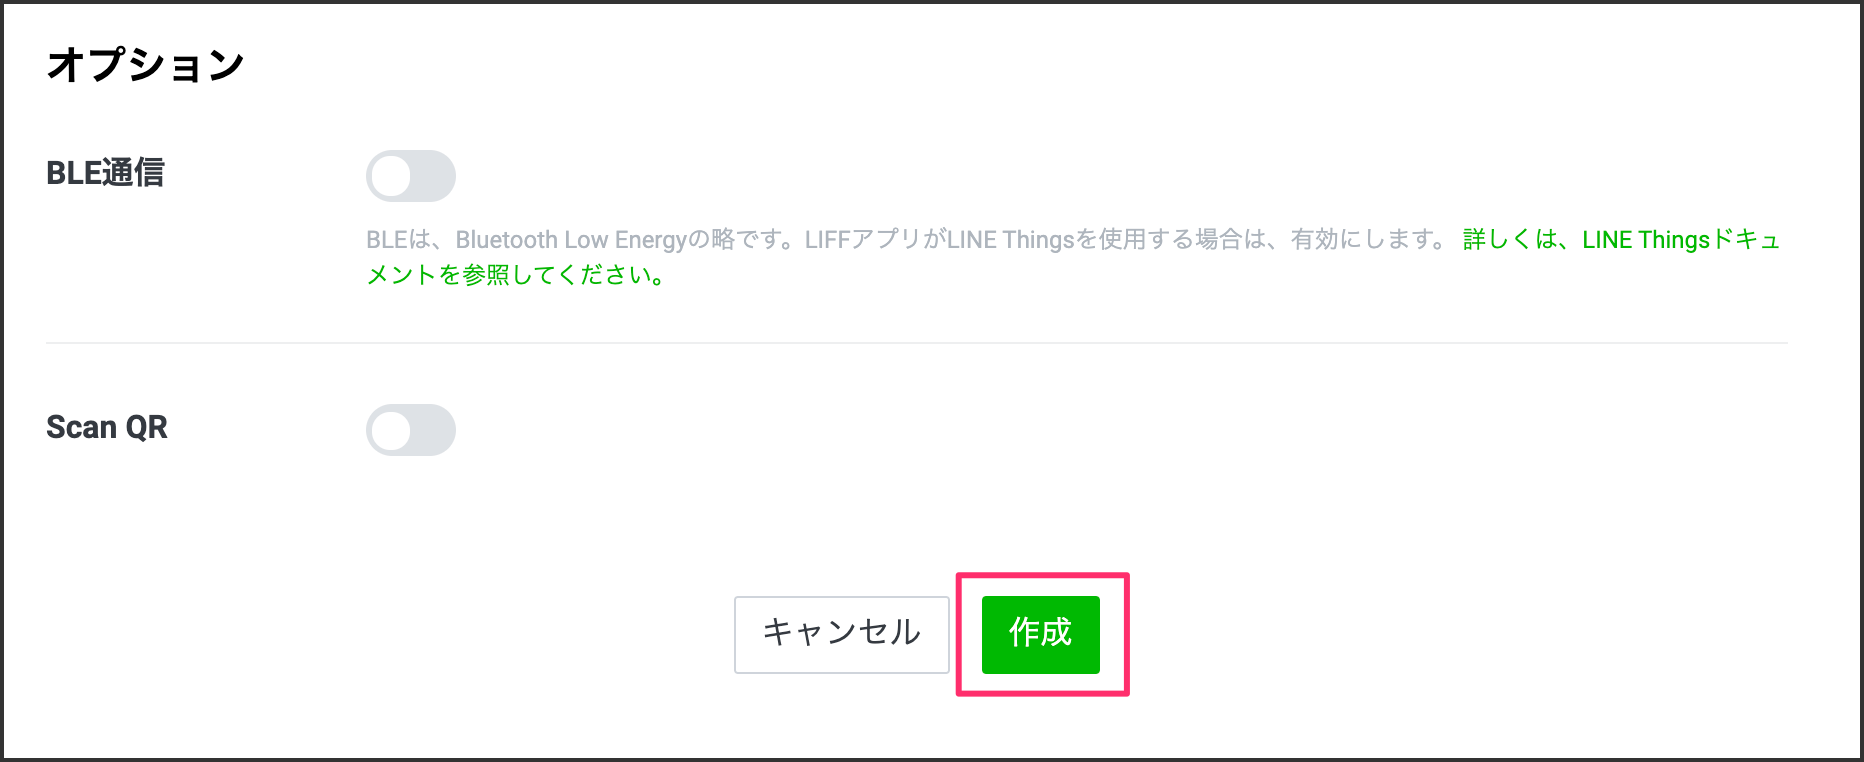 オプション
BLE通信
BLEは、Bluetooth Low Energyの略です。LIFFアプリがLINE Thingsを使用する場合は、有効にします。 詳しくは、LINE Thingsドキュ
メントを参照してください。
Scan QR
キャンセル
作成